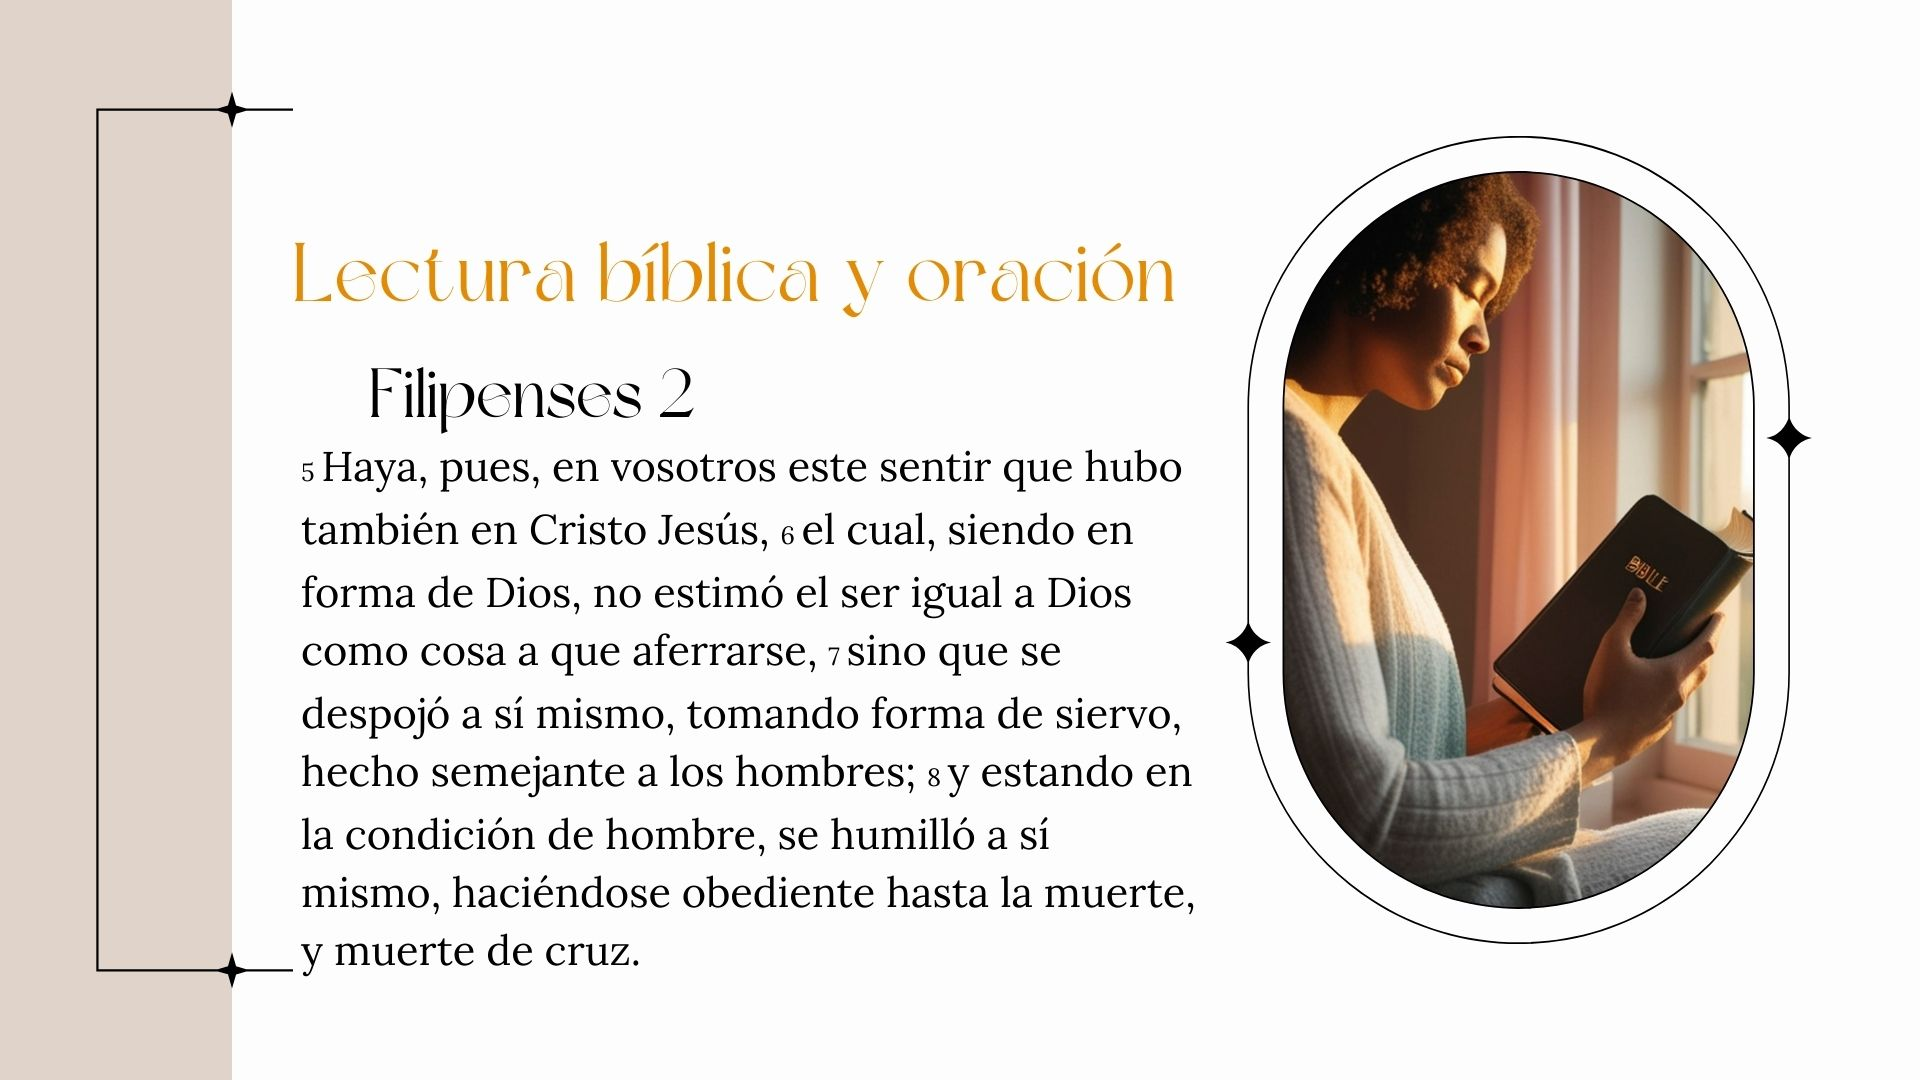 Lectura bíblica y oración
Filipenses 2
5 Haya, pues, en vosotros este sentir que hubo
también en Cristo Jesús, 6 el cual, siendo en
forma de Dios, no estimó el ser igual a Dios
como cosa a que aferrarse, 7 sino que se
despojó a sí mismo, tomando forma de siervo,
hecho semejante a los hombres; 8 y estando en
la condición de hombre, se humilló a sí
mismo, haciéndose obediente hasta la muerte,
y muerte de cruz.
BIBLE